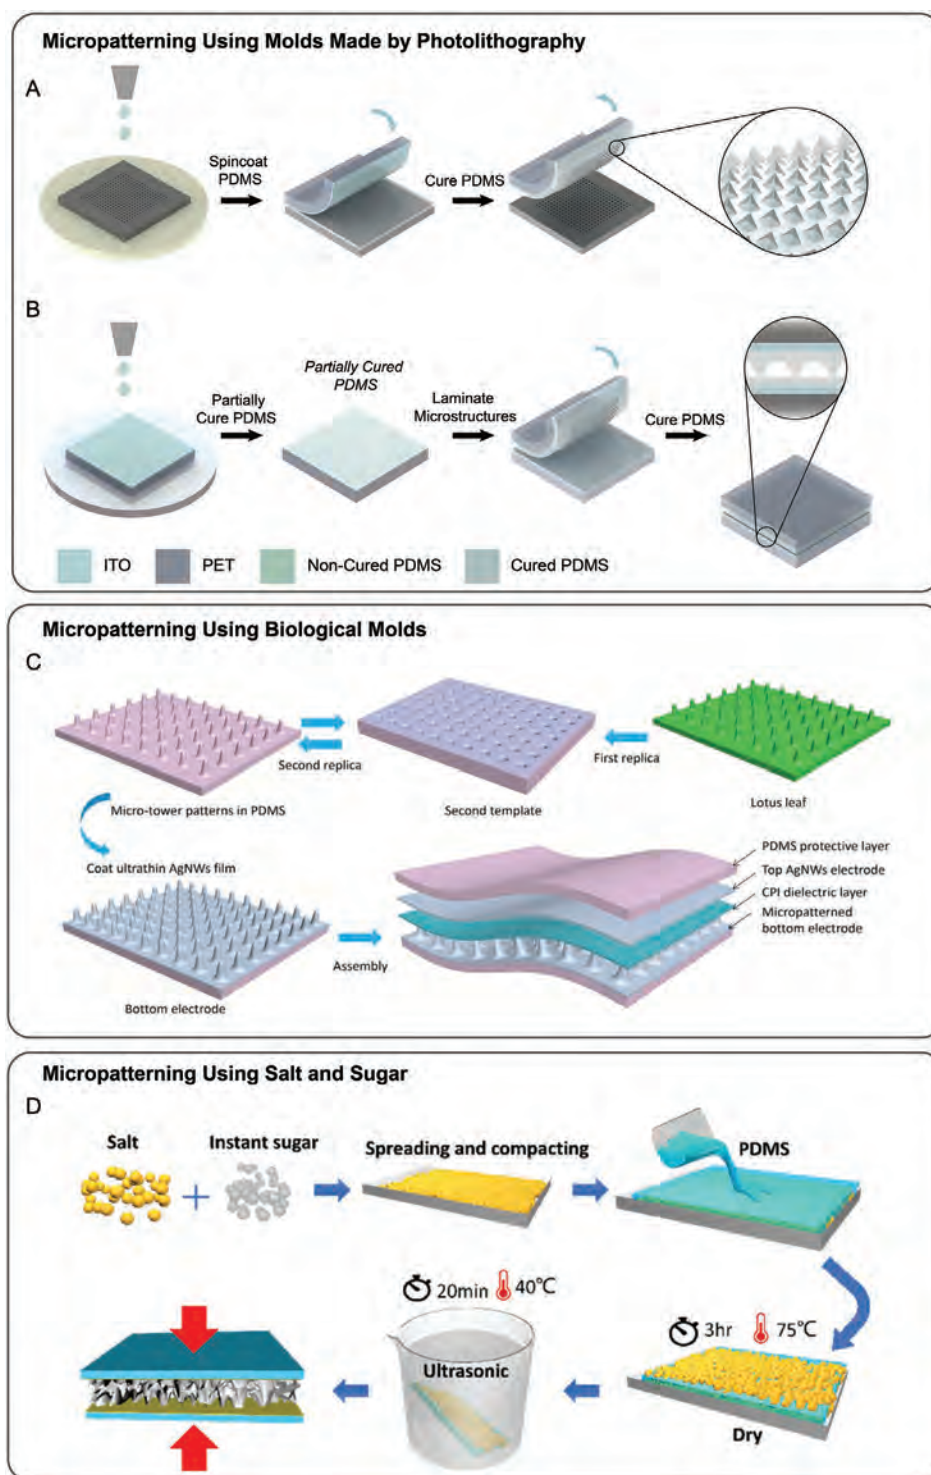 Micropatterning Using Molds Made by Photolithography
A
Spincoat
PDMS
Cure PDMS
B
Partially
Cure PDMS
Partially Cured
PDMS
Laminate
Microstructures
Cure PDMS
ITO
PET
Non-Cured PDMS
Cured PDMS
Micropatterning Using Biological Molds
C
Second replica
First replica
Micro-tower patterns in PDMS
Second template
Lotus leaf
Coat ultrathin AgNWs film
PDMS protective layer
Top AgNWs electrode
CPI dielectric layer
Micropatterned
bottom electrode
Assembly
Bottom electrode
Micropatterning Using Salt and Sugar
D
Salt
+
Instant sugar
Spreading and compacting
PDMS
20min 40℃
3hr 75℃
Ultrasonic
Dry